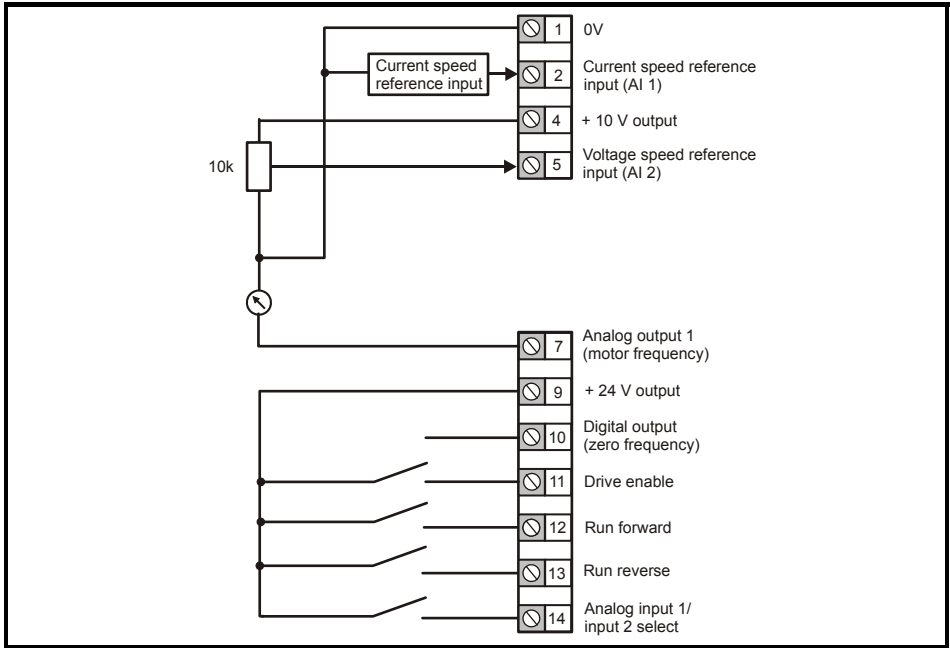 1 0V
Current speed
reference input
2 Current speed reference
input (AI 1)
4 + 10 V output
10k
5 Voltage speed reference
input (AI 2)
7 Analog output 1
(motor frequency)
9 + 24 V output
10 Digital output
(zero frequency)
11 Drive enable
12 Run forward
13 Run reverse
14 Analog input 1/
input 2 select